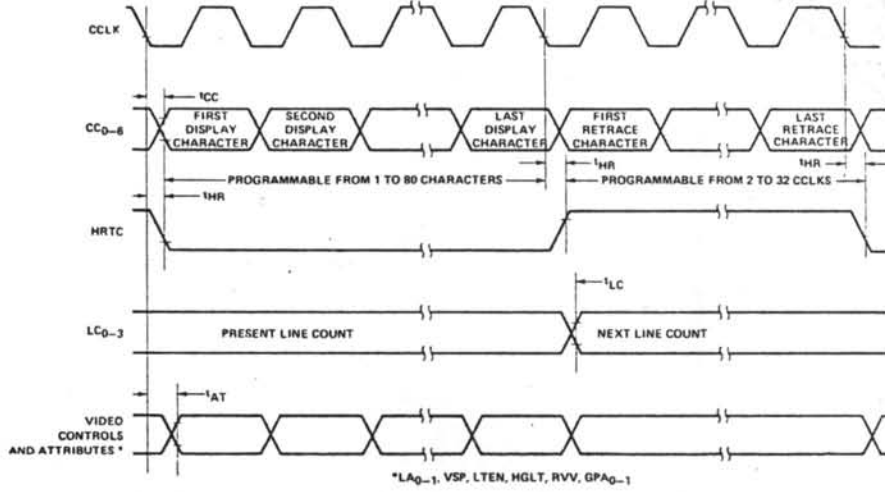 CCLK
tCC
CC0–6
FIRST DISPLAY CHARACTER
SECOND DISPLAY CHARACTER
LAST DISPLAY CHARACTER
FIRST RETRACE CHARACTER
LAST RETRACE CHARACTER
tHR
tHR
PROGRAMMABLE FROM 1 TO 80 CHARACTERS
PROGRAMMABLE FROM 2 TO 32 CCLKS
tHR
HRTC
tLC
LC0–3
PRESENT LINE COUNT
NEXT LINE COUNT
tAT
VIDEO
CONTROLS
AND ATTRIBUTES *
*LA0–1, VSP, LTEN, HGLT, RVV, GPA0–1